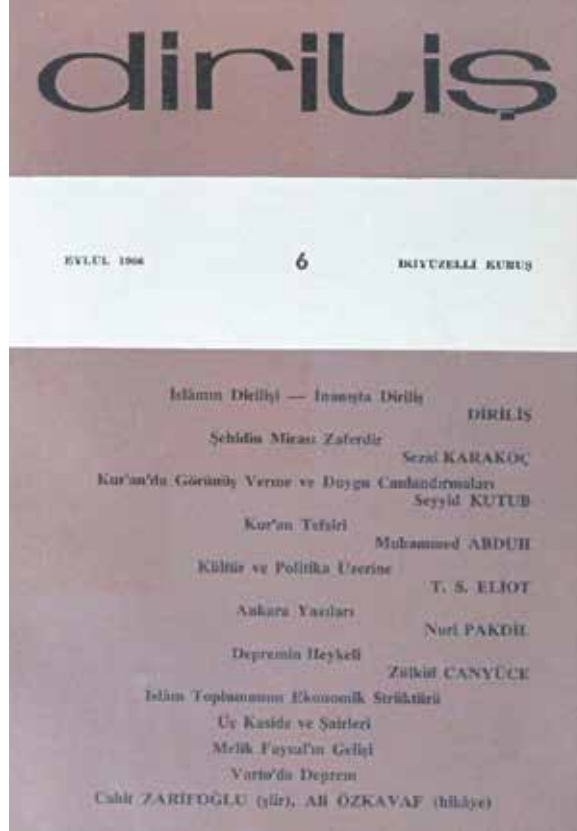 diriliş
EYLÜL 1966 6 İKİYÜZELLİ KURUŞ
İslâmın Dirilişi — İnanışta Diriliş
DİRİLİŞ
Şehidin Mirası Zaferdir
Sezai KARAKOÇ
Kur'an'da Görünüş Verme ve Duygu Canlandırmaları
Seyyid KUTUB
Kur'an Tefsiri
Muhammed ABDUH
Kültür ve Politika Üzerine
T. S. ELIOT
Ankara Yazıları
Nuri PAKDİL
Depremin Heykeli
Zülküf CANYÜCE
İslâm Toplumunun Ekonomik Strüktürü
Üç Kaside ve Şairleri
Melik Faysal'ın Gelişi
Varto'da Deprem
Cahit ZARİFOĞLU (şiir), Ali ÖZKAVAF (hikâye)